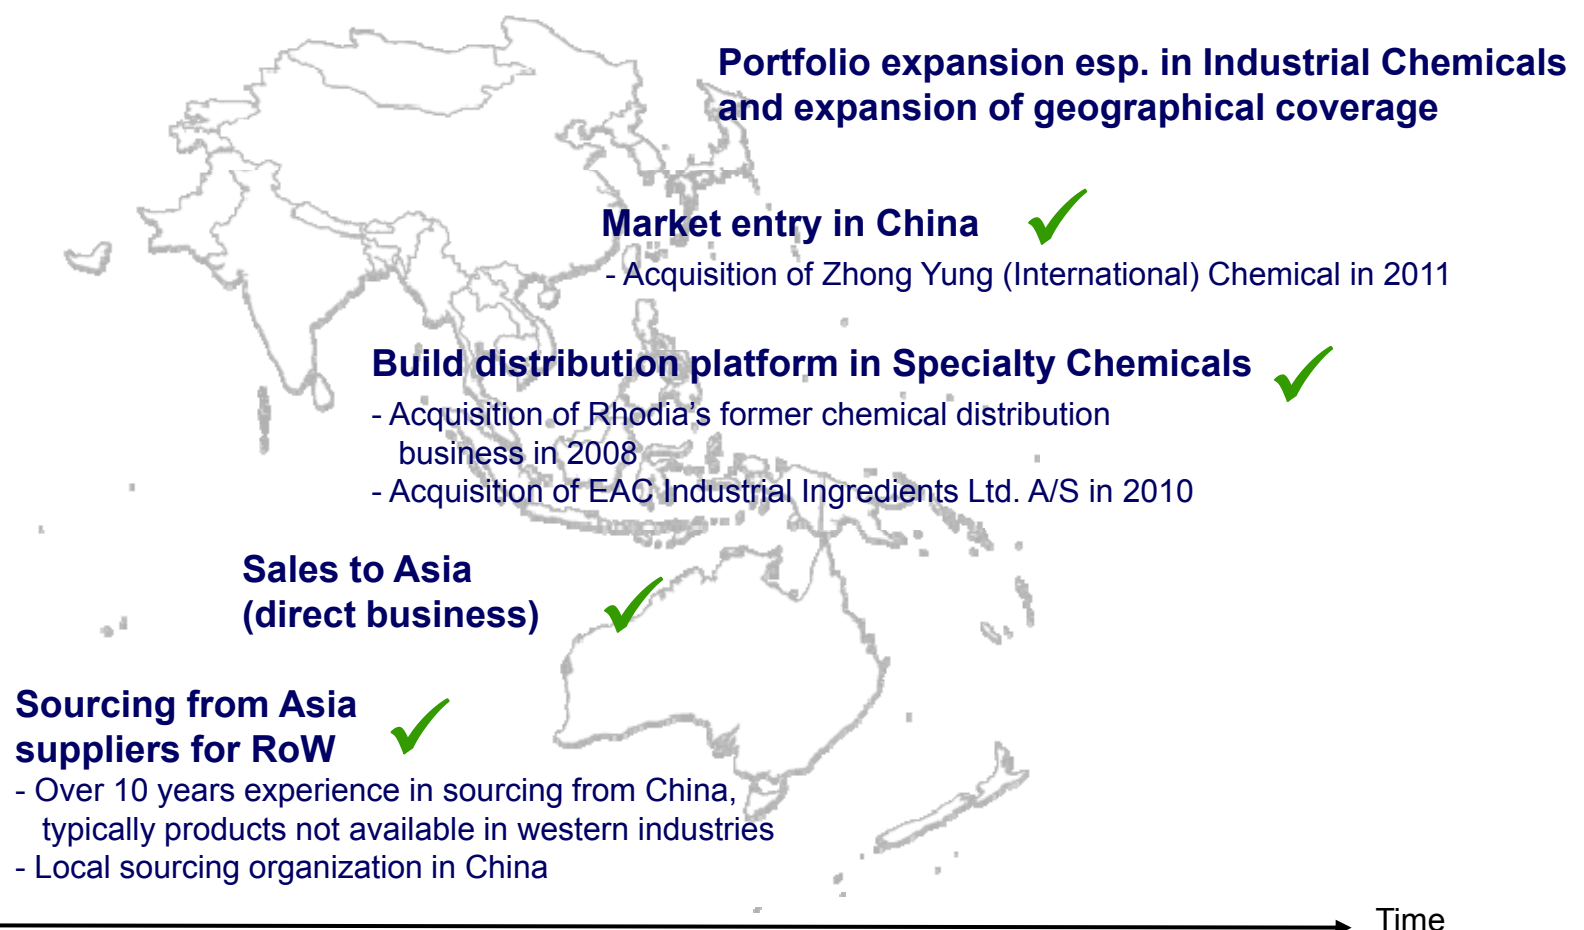 Portfolio expansion esp. in Industrial Chemicals
and expansion of geographical coverage
Market entry in China
- Acquisition of Zhong Yung (International) Chemical in 2011
Build distribution platform in Specialty Chemicals
- Acquisition of Rhodia’s former chemical distribution
business in 2008
- Acquisition of EAC Industrial Ingredients Ltd. A/S in 2010
Sales to Asia
(direct business)
Sourcing from Asia
suppliers for RoW
- Over 10 years experience in sourcing from China,
typically products not available in western industries
- Local sourcing organization in China
Time